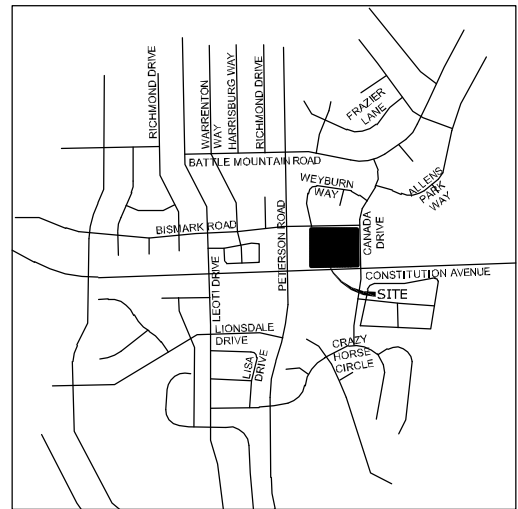 RICHMOND DRIVE
WARRENTON
WAY
HARRISBURG WAY
RICHMOND DRIVE
FRAZIER
LANE
BATTLE MOUNTAIN ROAD
WEYBURN
WAY
ALLENS
PARK
WAY
BISMARK ROAD
PETERSON ROAD
CANADA
DRIVE
CONSTITUTION AVENUE
LEOTI DRIVE
SITE
LIONSDALE
DRIVE
LISA
DRIVE
CRAZY
HORSE
CIRCLE